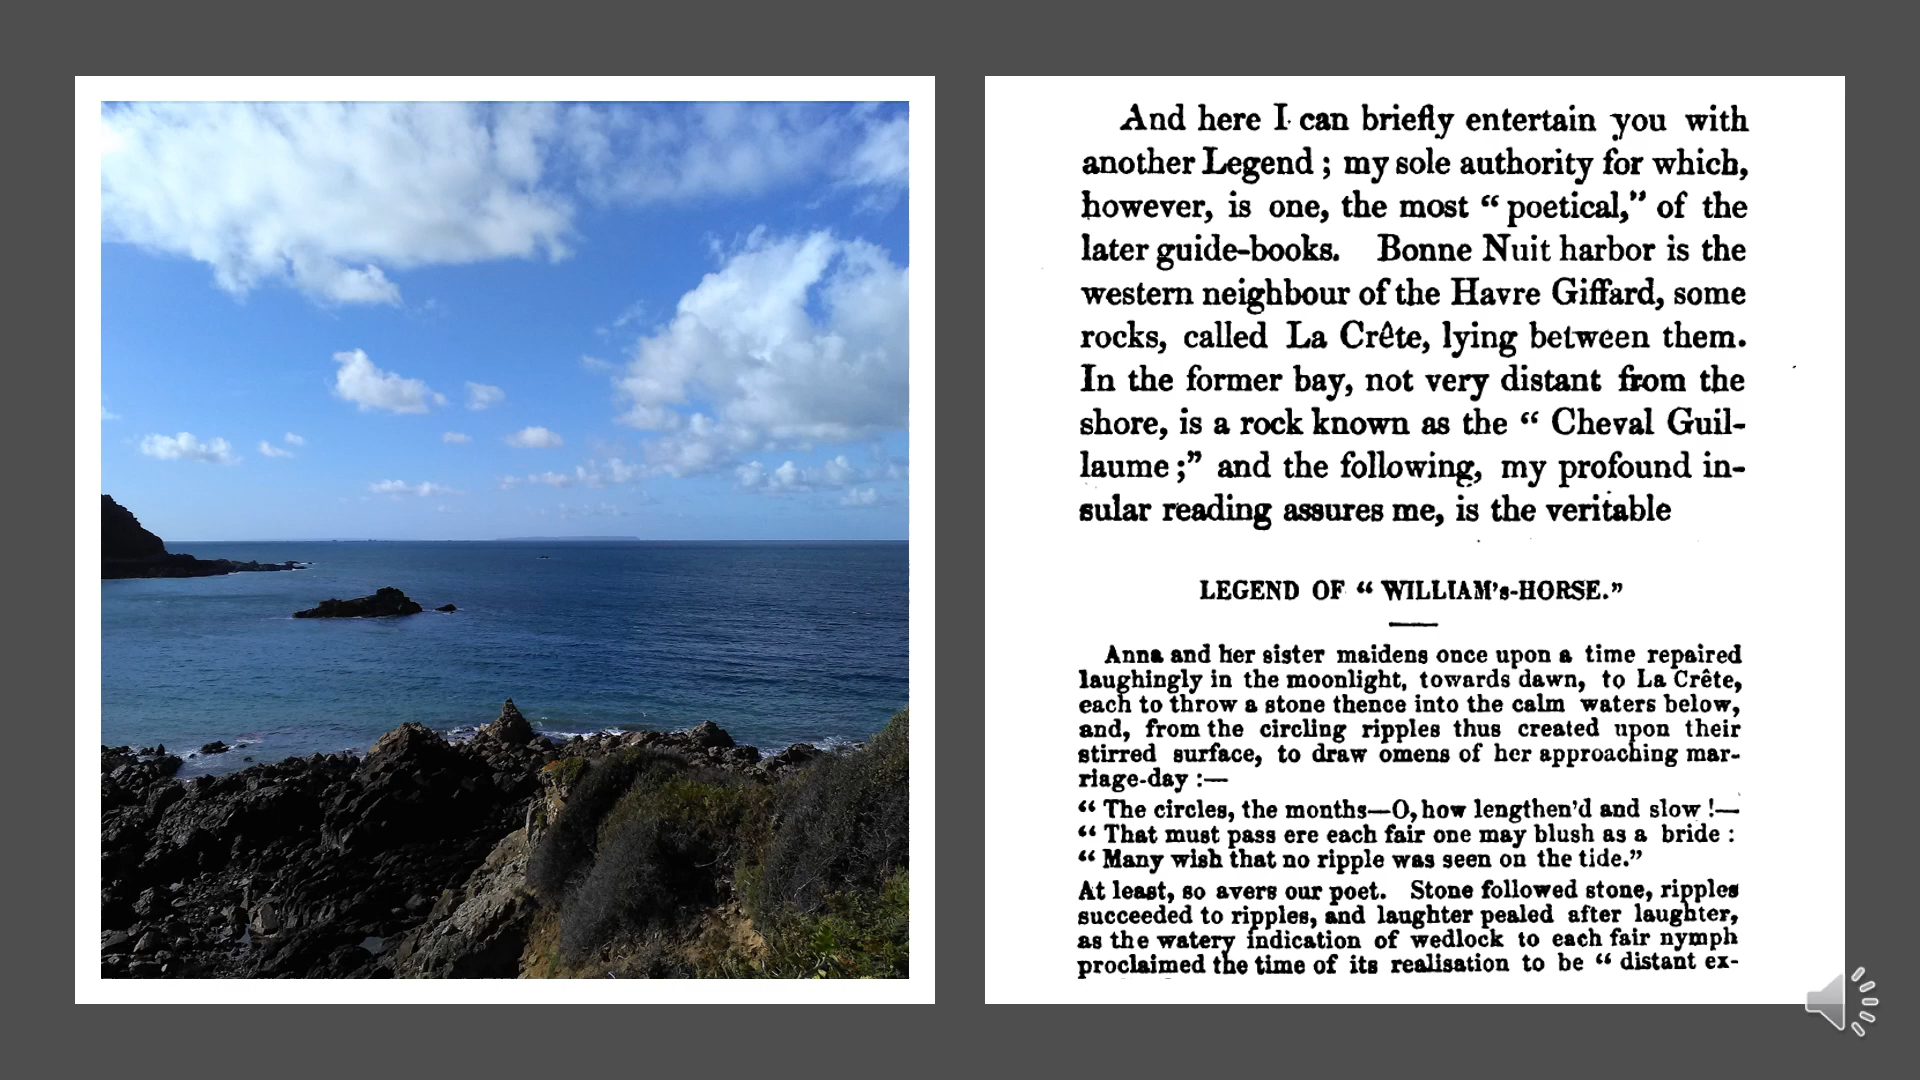 And here I can briefly entertain you with
another Legend ; my sole authority for which,
however, is one, the most “ poetical,” of the
later guide-books. Bonne Nuit harbor is the
western neighbour of the Havre Giffard, some
rocks, called La Crête, lying between them.
In the former bay, not very distant from the
shore, is a rock known as the “ Cheval Guil-
laume ;” and the following, my profound in-
sular reading assures me, is the veritable
LEGEND OF “ WILLIAM's-HORSE.”
Anna and her sister maidens once upon a time repaired
laughingly in the moonlight, towards dawn, to La Crête,
each to throw a stone thence into the calm waters below,
and, from the circling ripples thus created upon their
stirred surface, to draw omens of her approaching mar-
riage-day :—
“ The circles, the months—O, how lengthen'd and slow !—
“ That must pass ere each fair one may blush as a bride :
“ Many wish that no ripple was seen on the tide.”
At least, so avers our poet. Stone followed stone, ripples
succeeded to ripples, and laughter pealed after laughter,
as the watery indication of wedlock to each fair nymph
proclaimed the time of its realisation to be “ distant ex-